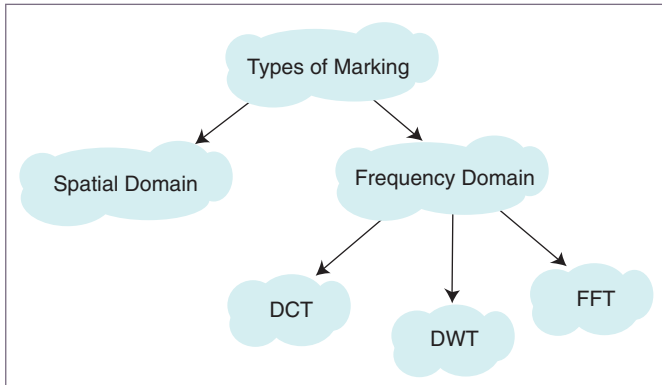 Types of Marking
Spatial Domain
Frequency Domain
DCT
DWT
FFT